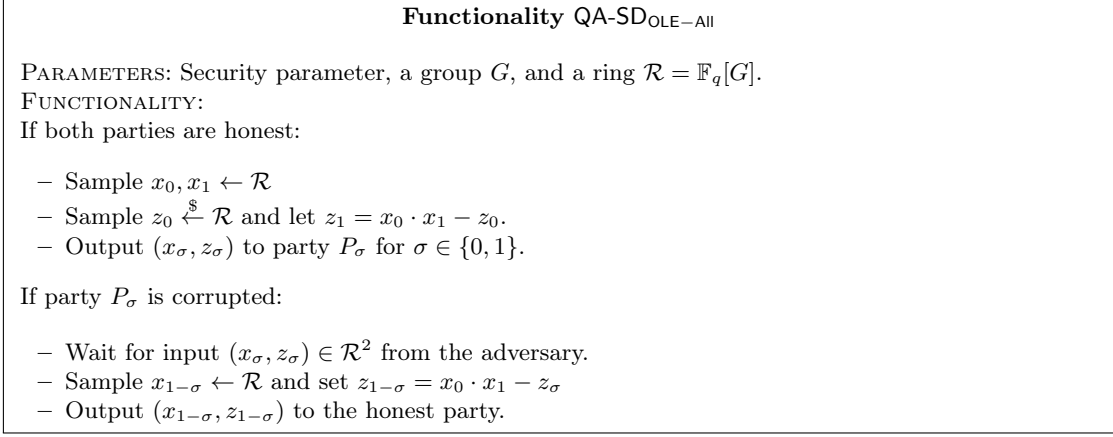 Functionality QA-SD_{OLE−All}
PARAMETERS: Security parameter, a group G, and a ring 𝓡 = 𝔽_q[G].
FUNCTIONALITY:
If both parties are honest:
– Sample x_0, x_1 ← 𝓡
– Sample z_0 $← 𝓡 and let z_1 = x_0 · x_1 − z_0.
– Output (x_σ, z_σ) to party P_σ for σ ∈ {0, 1}.
If party P_σ is corrupted:
– Wait for input (x_σ, z_σ) ∈ 𝓡^2 from the adversary.
– Sample x_{1−σ} ← 𝓡 and set z_{1−σ} = x_0 · x_1 − z_σ
– Output (x_{1−σ}, z_{1−σ}) to the honest party.